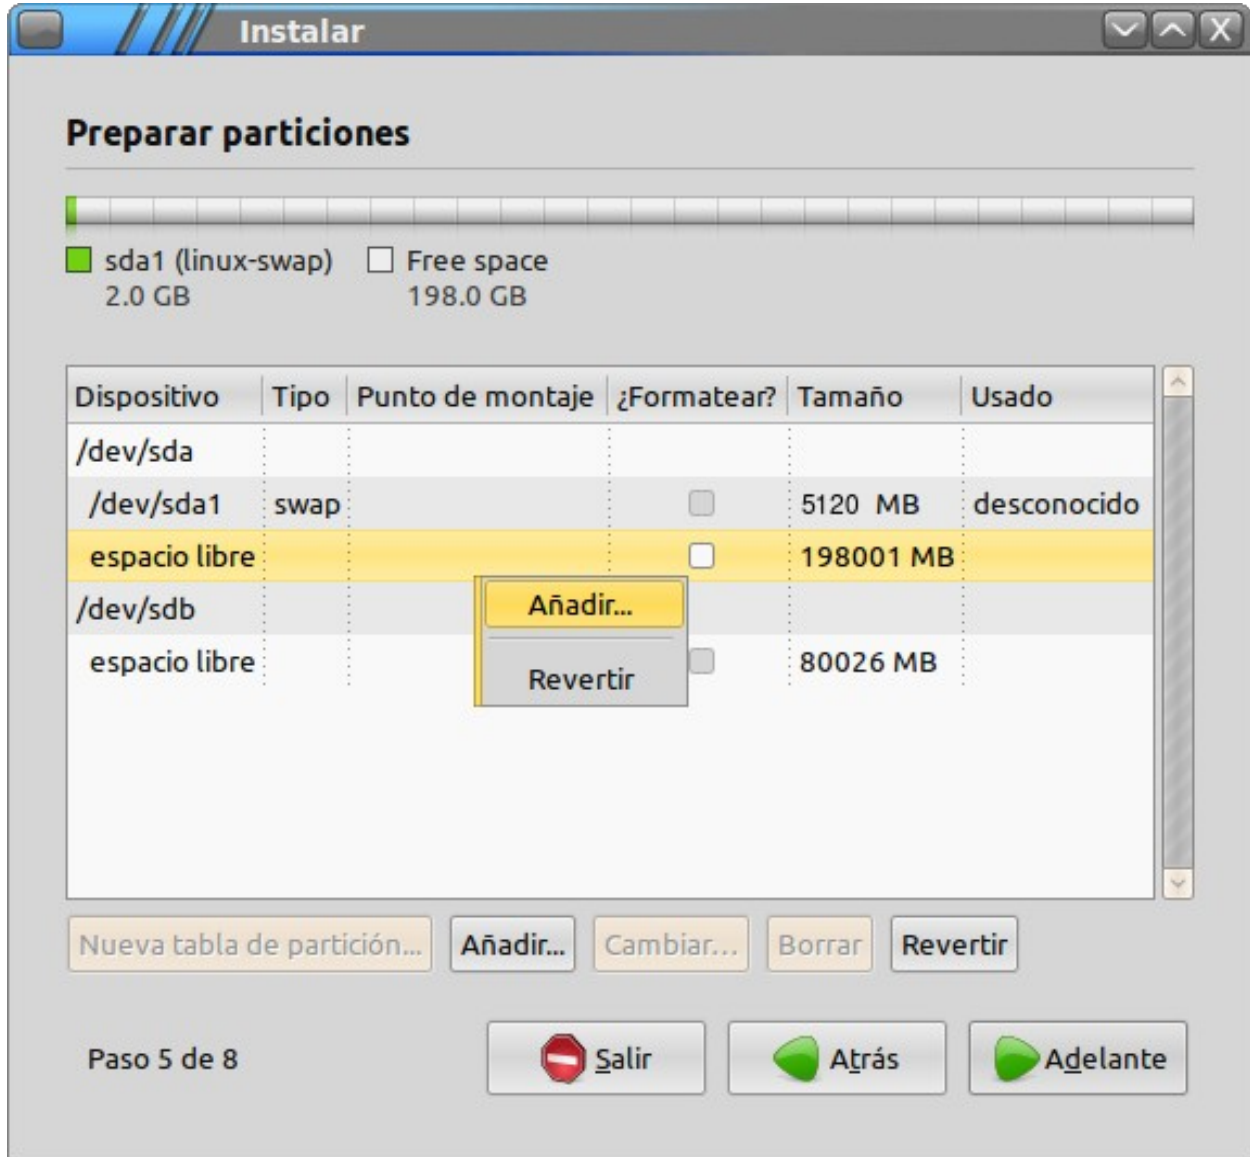 Instalar
Preparar particiones
sda1 (linux-swap) Free space
2.0 GB 198.0 GB
Dispositivo Tipo Punto de montaje ¿Formatear? Tamaño Usado
/dev/sda
/dev/sda1 swap 5120 MB desconocido
espacio libre 198001 MB
/dev/sdb Añadir...
espacio libre 80026 MB
Revertir
Nueva tabla de partición... Añadir... Cambiar... Borrar Revertir
Paso 5 de 8 Salir Atrás Adelante